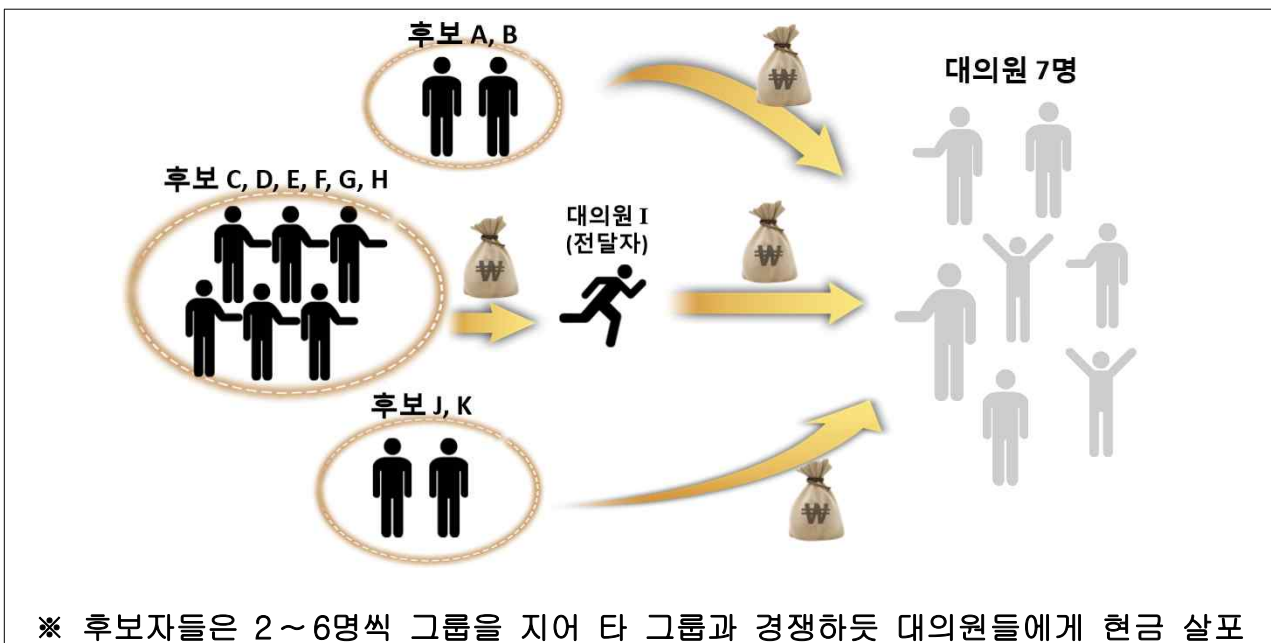 후보 A, B
대의원 7명
후보 C, D, E, F, G, H
대의원 I
(전달자)
후보 J, K
₩
₩
₩
₩
※ 후보자들은 2～6명씩 그룹을 지어 타 그룹과 경쟁하듯 대의원들에게 현금 살포